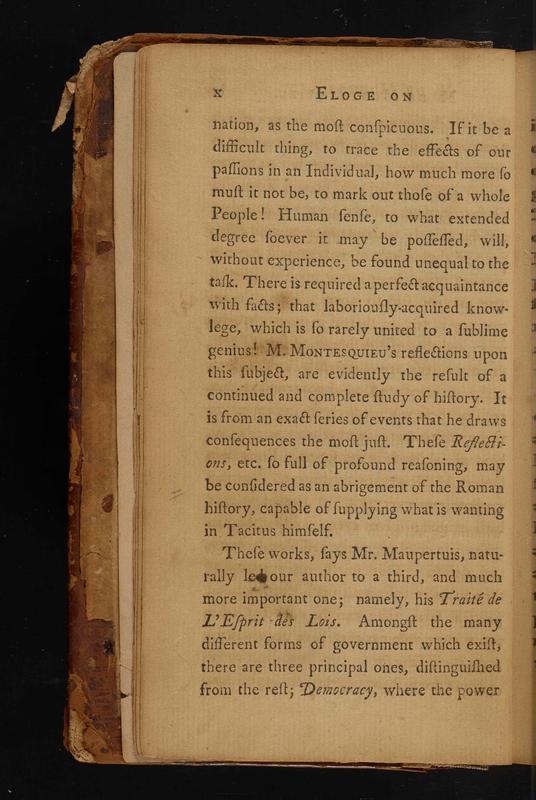 x ELOGE ON
nation, as the moſt conſpicuous. If it be a
difficult thing, to trace the effects of our
paſſions in an Individual, how much more ſo
muſt it not be, to mark out thoſe of a whole
People! Human ſenſe, to what extended
degree ſoever it may be poſſeſſed, will,
without experience, be found unequal to the
taſk. There is required a perfect acquaintance
with facts; that laboriouſly-acquired know-
lege, which is ſo rarely united to a ſublime
genius! M. MONTESQUIEU's reflections upon
this ſubject, are evidently the reſult of a
continued and complete ſtudy of hiſtory. It
is from an exact ſeries of events that he draws
conſequences the moſt juſt. Theſe Reflecti-
ons, etc. ſo full of profound reaſoning, may
be conſidered as an abrigement of the Roman
hiſtory, capable of ſupplying what is wanting
in Tacitus himſelf.
Theſe works, ſays Mr. Maupertuis, natu-
rally led our author to a third, and much
more important one; namely, his Traité de
L'Eſprit des Lois. Amongſt the many
different forms of government which exiſt,
there are three principal ones, diſtinguiſhed
from the reſt; Democracy, where the power